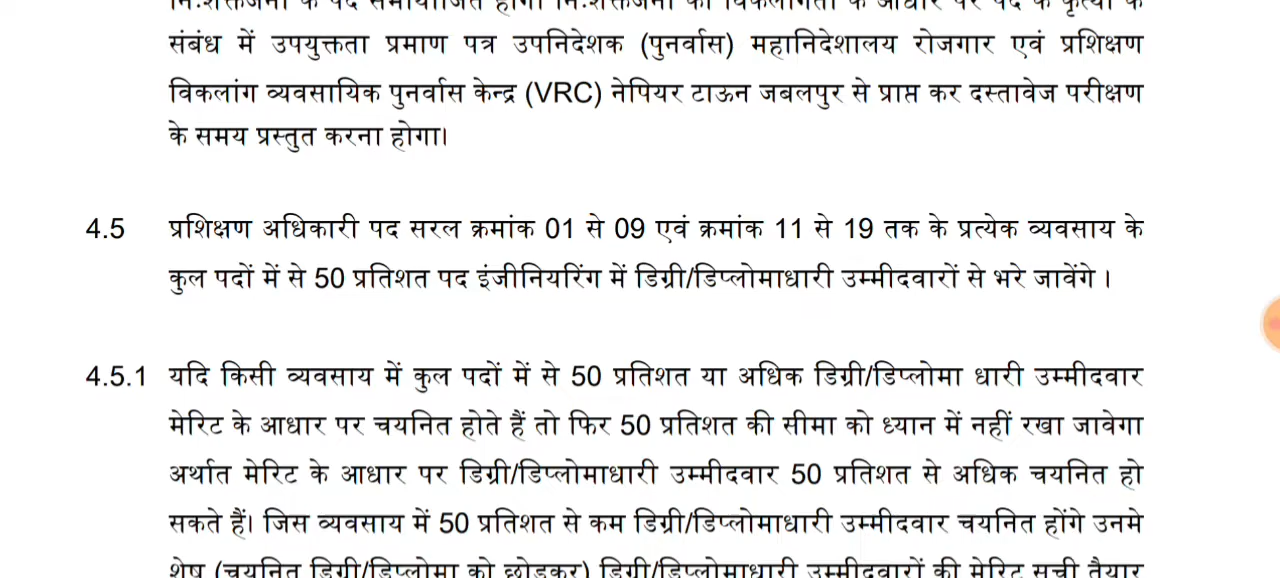 संबंध में उपयुक्तता प्रमाण पत्र उपनिदेशक (पुनर्वास) महानिदेशालय रोजगार एवं प्रशिक्षण
विकलांग व्यवसायिक पुनर्वास केन्द्र (VRC) नेपियर टाऊन जबलपुर से प्राप्त कर दस्तावेज परीक्षण
के समय प्रस्तुत करना होगा।
4.5 प्रशिक्षण अधिकारी पद सरल क्रमांक 01 से 09 एवं क्रमांक 11 से 19 तक के प्रत्येक व्यवसाय के
कुल पदों में से 50 प्रतिशत पद इंजीनियरिंग में डिग्री/डिप्लोमाधारी उम्मीदवारों से भरे जावेंगे ।
4.5.1 यदि किसी व्यवसाय में कुल पदों में से 50 प्रतिशत या अधिक डिग्री/डिप्लोमा धारी उम्मीदवार
मेरिट के आधार पर चयनित होते हैं तो फिर 50 प्रतिशत की सीमा को ध्यान में नहीं रखा जावेगा
अर्थात मेरिट के आधार पर डिग्री/डिप्लोमाधारी उम्मीदवार 50 प्रतिशत से अधिक चयनित हो
सकते हैं। जिस व्यवसाय में 50 प्रतिशत से कम डिग्री/डिप्लोमाधारी उम्मीदवार चयनित होंगे उनमे
शेष (चयनित डिग्री/डिप्लोमा को छोडकर) डिग्री/डिप्लोमाधारी उम्मीदवारों की मेरिट सूची तैयार